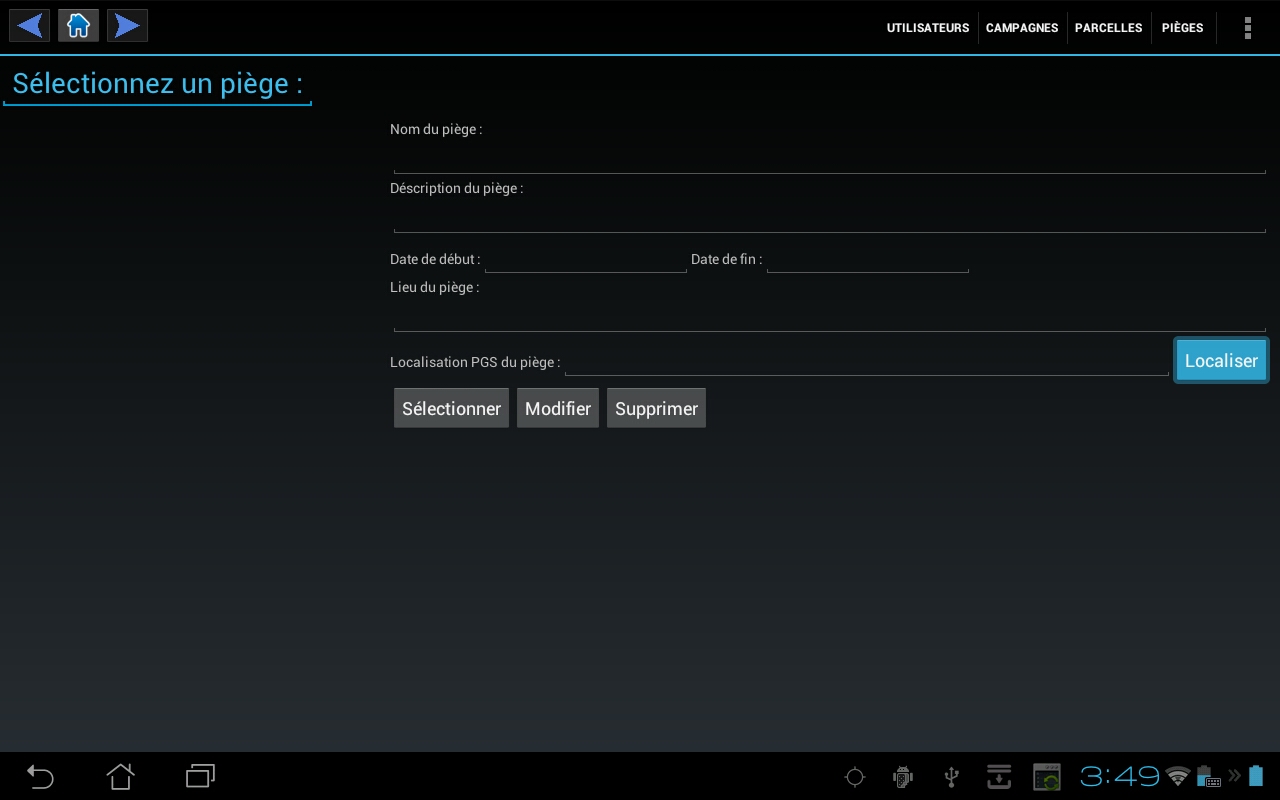 UTILISATEURS CAMPAGNES PARCELLES PIÈGES
Sélectionnez un piège :
Nom du piège :
Déscription du piège :
Date de début : Date de fin :
Lieu du piège :
Localisation PGS du piège : Localiser
Sélectionner Modifier Supprimer
3:49